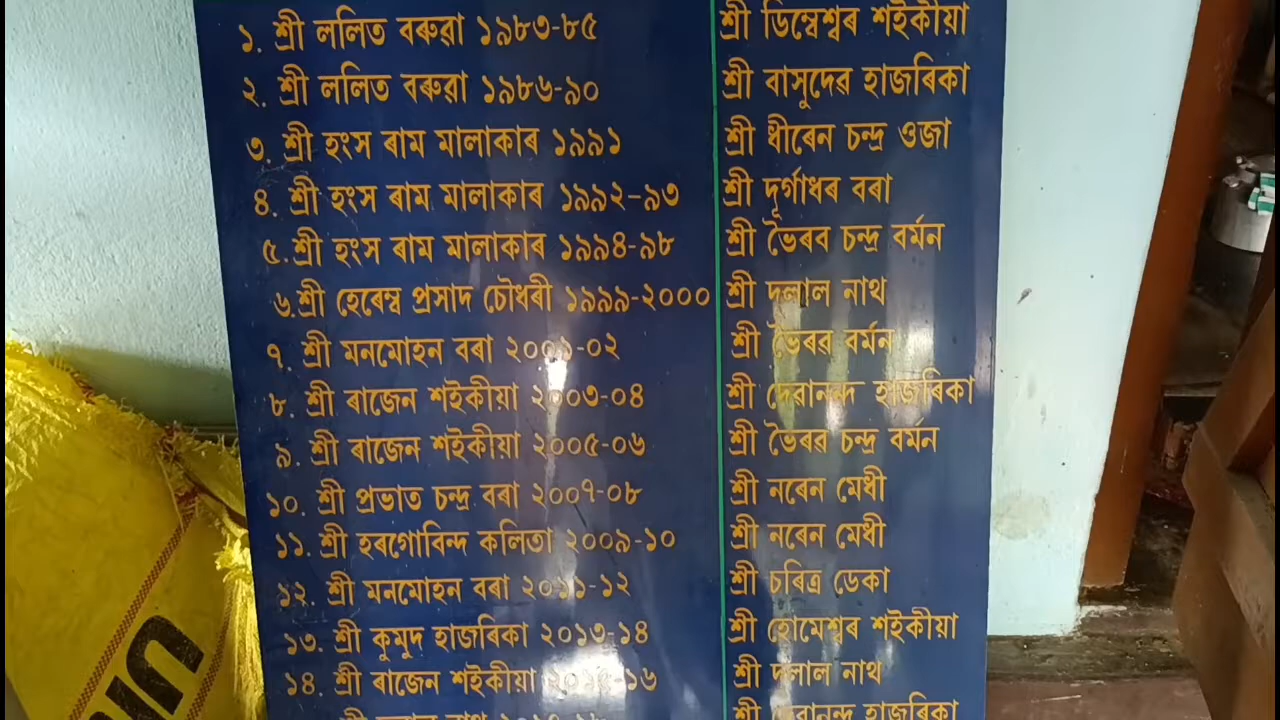 ১. শ্ৰী ললিত বৰুৱা ১৯৮৩-৮৫ শ্ৰী ডিম্বেশ্বৰ শইকীয়া
২. শ্ৰী ললিত বৰুৱা ১৯৮৬-৯০ শ্ৰী বাসুদেৱ হাজৰিকা
৩. শ্ৰী হংস ৰাম মালাকাৰ ১৯৯১ শ্ৰী ধীৰেন চন্দ্ৰ ওজা
৪. শ্ৰী হংস ৰাম মালাকাৰ ১৯৯২-৯৩ শ্ৰী দূৰ্গাধৰ বৰা
৫. শ্ৰী হংস ৰাম মালাকাৰ ১৯৯৪-৯৮ শ্ৰী ভৈৰব চন্দ্ৰ বৰ্মন
৬. শ্ৰী হেৰেম্ব প্ৰসাদ চৌধৰী ১৯৯৯-২০০০ শ্ৰী দলাল নাথ
৭. শ্ৰী মনমোহন বৰা ২০০১-০২ শ্ৰী ভৈৰৱ বৰ্মন
৮. শ্ৰী ৰাজেন শইকীয়া ২০০৩-০৪ শ্ৰী দেৱানন্দ হাজৰিকা
৯. শ্ৰী ৰাজেন শইকীয়া ২০০৫-০৬ শ্ৰী ভৈৰৱ চন্দ্ৰ বৰ্মন
১০. শ্ৰী প্ৰভাত চন্দ্ৰ বৰা ২০০৭-০৮ শ্ৰী নৰেন মেধী
১১. শ্ৰী হৰগোবিন্দ কলিতা ২০০৯-১০ শ্ৰী নৰেন মেধী
১২. শ্ৰী মনমোহন বৰা ২০১১-১২ শ্ৰী চৰিত্ৰ ডেকা
১৩. শ্ৰী কুমুদ হাজৰিকা ২০১৩-১৪ শ্ৰী হোমেশ্বৰ শইকীয়া
১৪. শ্ৰী ৰাজেন শইকীয়া ২০১৫-১৬ শ্ৰী দলাল নাথ
শ্ৰী দেৱানন্দ হাজৰিকা